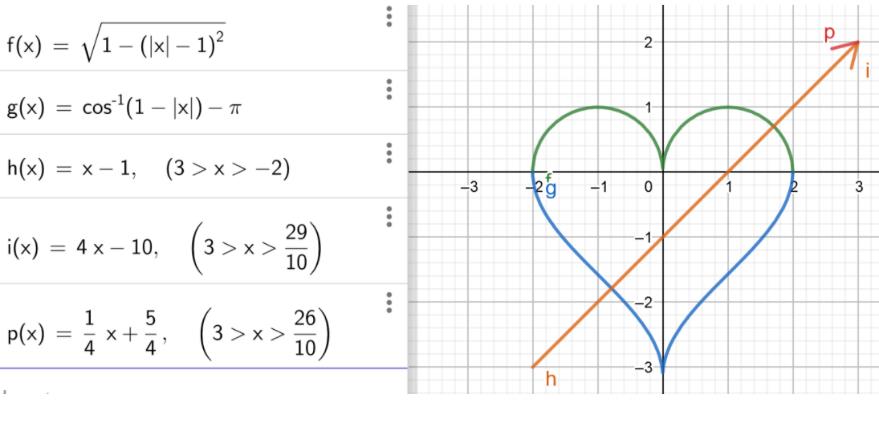 f(x) = √(1 − (|x| − 1)²)
g(x) = cos⁻¹(1 − |x|) − π
h(x) = x − 1, (3 > x > −2)
i(x) = 4 x − 10, (3 > x > 29/10)
p(x) = 1/4 x + 5/4, (3 > x > 26/10)
p
2
i
1
−3
−2
f
g
−1
0
1
2
3
−1
−2
−3
h